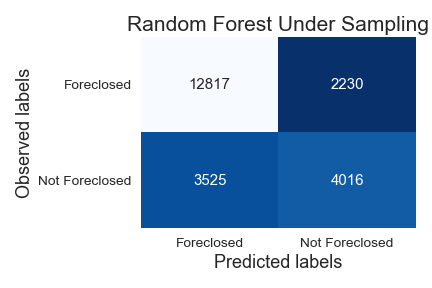 Random Forest Under Sampling
Observed labels
Foreclosed 12817 2230
Not Foreclosed 3525 4016
Foreclosed Not Foreclosed
Predicted labels